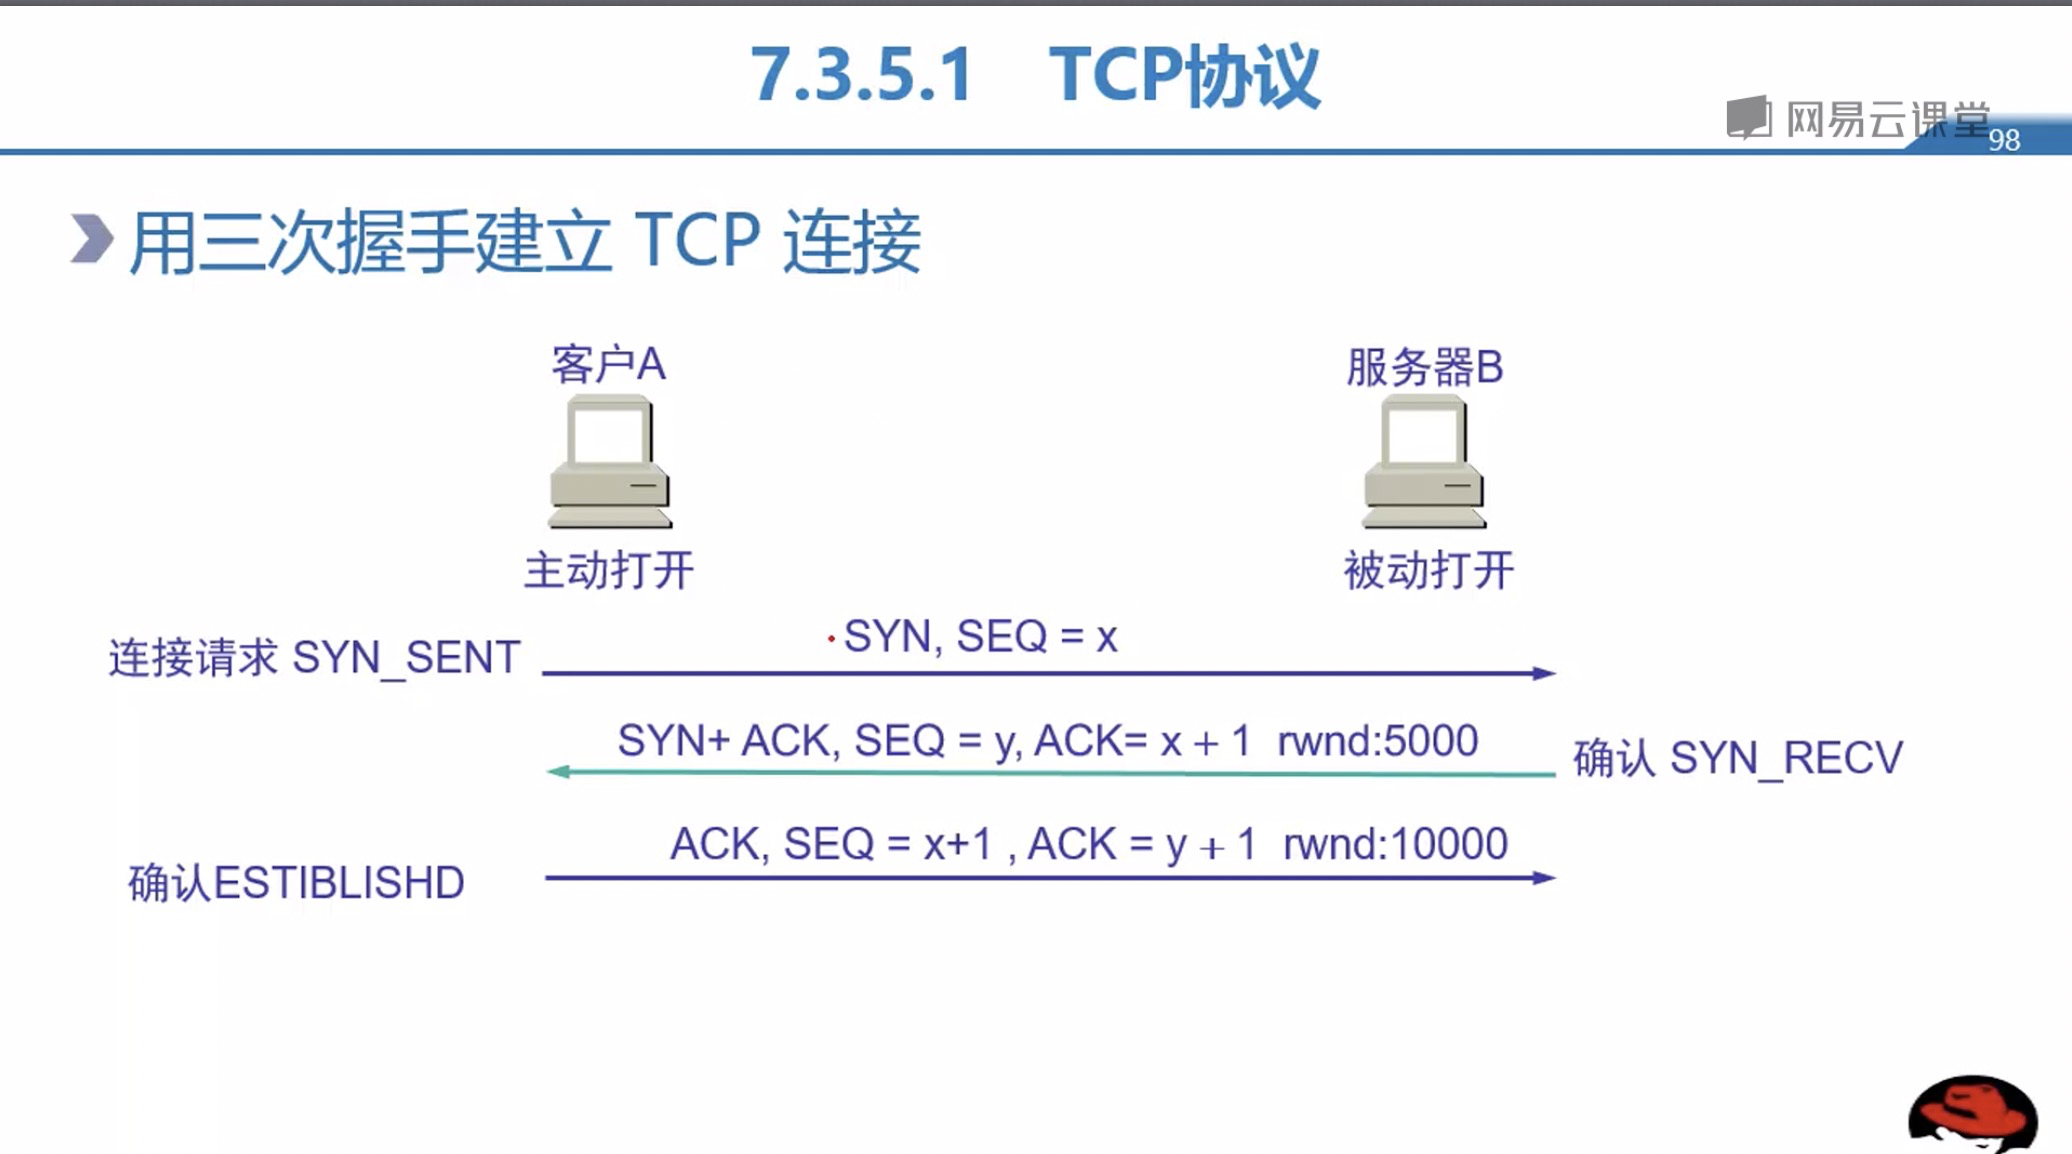 7.3.5.1 TCP协议
网易云课堂
98
用三次握手建立 TCP 连接
客户A
服务器B
主动打开
被动打开
连接请求 SYN_SENT
SYN, SEQ = x
SYN+ ACK, SEQ = y, ACK= x + 1 rwnd:5000
确认 SYN_RECV
ACK, SEQ = x+1 , ACK = y + 1 rwnd:10000
确认ESTIBLISHD